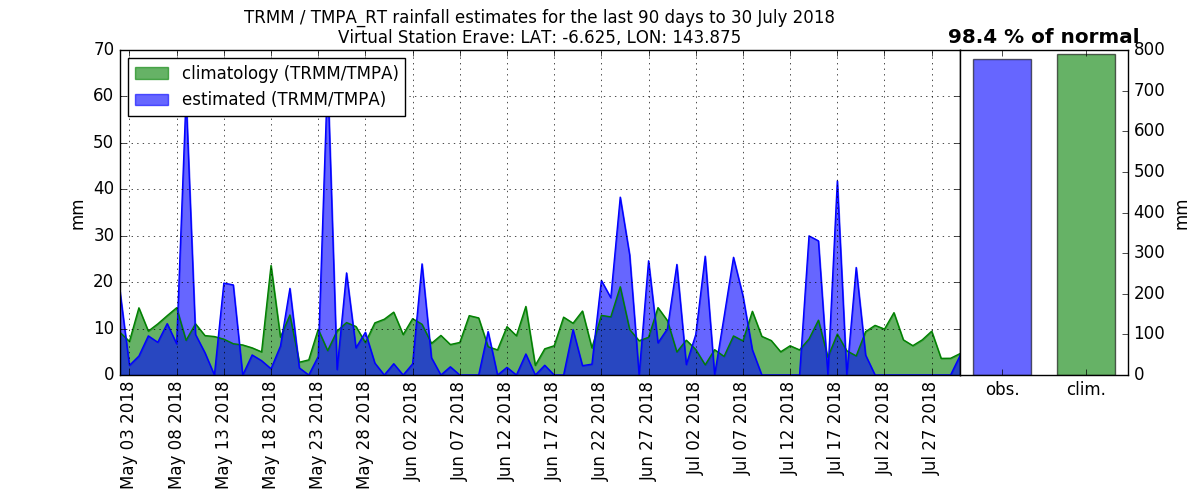 TRMM / TMPA_RT rainfall estimates for the last 90 days to 30 July 2018
Virtual Station Erave: LAT: -6.625, LON: 143.875
98.4 % of normal
climatology (TRMM/TMPA)
estimated (TRMM/TMPA)
70
60
50
40
30
20
10
0
mm
May 03 2018
May 08 2018
May 13 2018
May 18 2018
May 23 2018
May 28 2018
Jun 02 2018
Jun 07 2018
Jun 12 2018
Jun 17 2018
Jun 22 2018
Jun 27 2018
Jul 02 2018
Jul 07 2018
Jul 12 2018
Jul 17 2018
Jul 22 2018
Jul 27 2018
obs.
clim.
800
700
600
500
400
300
200
100
0
mm